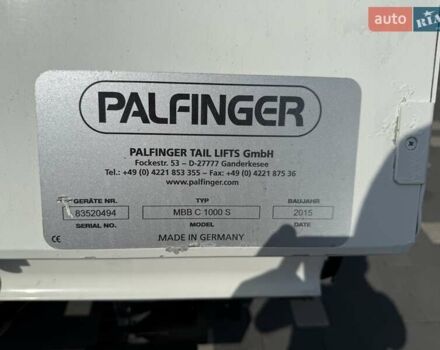 auto RIA
PALFINGER
PALFINGER TAIL LIFTS GmbH
Fockestr. 53 – D-27777 Ganderkesee
Tel.: +49 (0) 4221 853 355 – Fax: +49 (0) 4221 875 36
www.palfinger.com
GERÄTE NR. TYP BAUJAHR
83520494 MBB C 1000 S 2015
SERIAL NO. MODEL DATE
CE MADE IN GERMANY